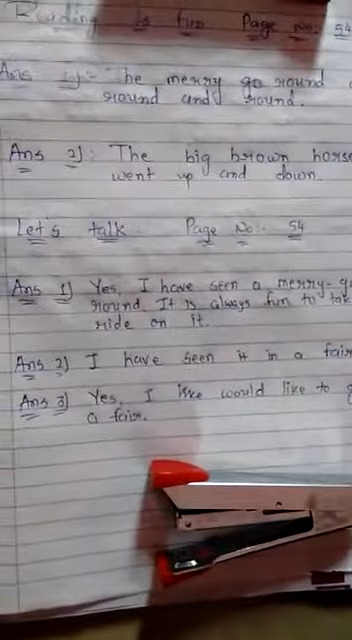 Reading is fun Page No: 54
Ans 1):- The merry go round
round and round.
Ans 2): The big brown horse
went up and down.
Let's talk Page No:- 54
Ans 1) Yes, I have seen a merry-g
round. It is always fun to tak
ride on it.
Ans 2) I have seen it in a fair
Ans 3) Yes, I like would like to g
a fair.